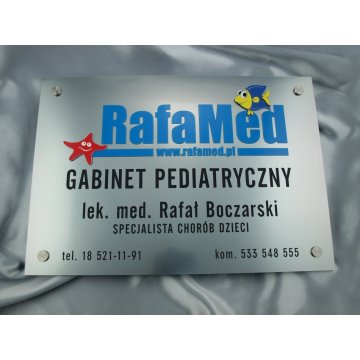 RafaMed
www.rafamed.pl
GABINET PEDIATRYCZNY
lek. med. Rafał Boczarski
SPECJALISTA CHORÓB DZIECI
tel. 18 521-11-91 kom. 533 548 555